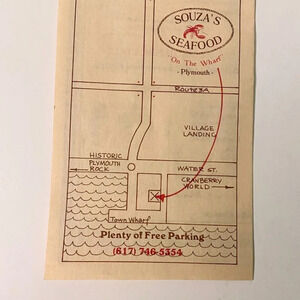 SOUZA'S
SEAFOOD
"On The Wharf"
- Plymouth -
ROUTE 3A
VILLAGE
LANDING
HISTORIC
PLYMOUTH
ROCK
WATER ST.
CRANBERRY
WORLD
Town Wharf
Plenty of Free Parking
(617) 746-5354